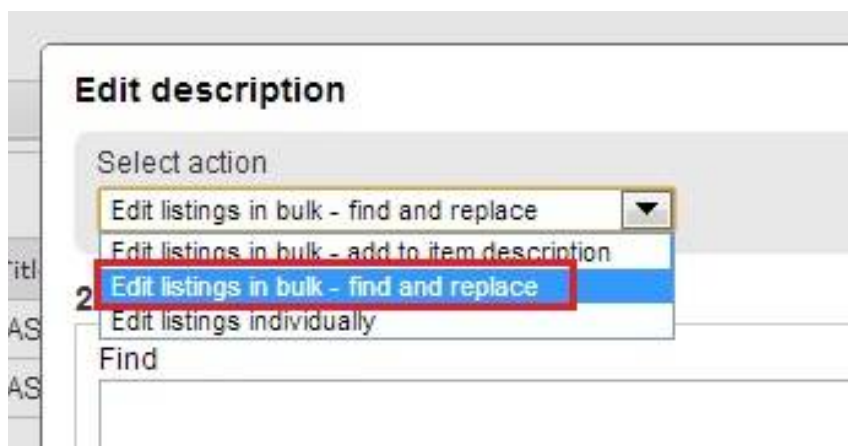 Edit description
Select action
Edit listings in bulk - find and replace
Edit listings in bulk - add to item description
Edit listings in bulk - find and replace
2
Edit listings individually
Find